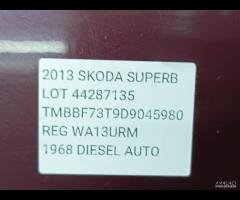 2013 SKODA SUPERB
LOT 44287135
TMBBF73T9D9045980
REG WA13URM
1968 DIESEL AUTO